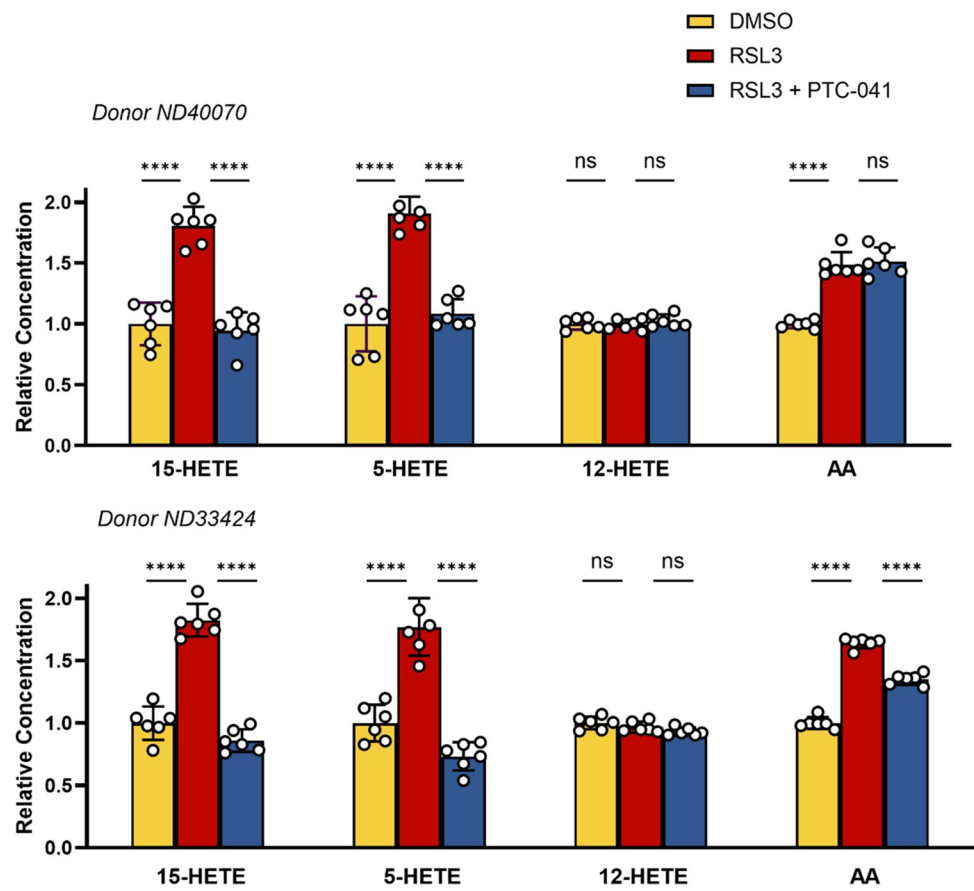 DMSO
RSL3
RSL3 + PTC-041
Donor ND40070
**** **** **** **** ns ns **** ns
Relative Concentration
2.0
1.5
1.0
0.5
0.0
15-HETE 5-HETE 12-HETE AA
Donor ND33424
**** **** **** **** ns ns **** ****
Relative Concentration
2.0
1.5
1.0
0.5
0.0
15-HETE 5-HETE 12-HETE AA